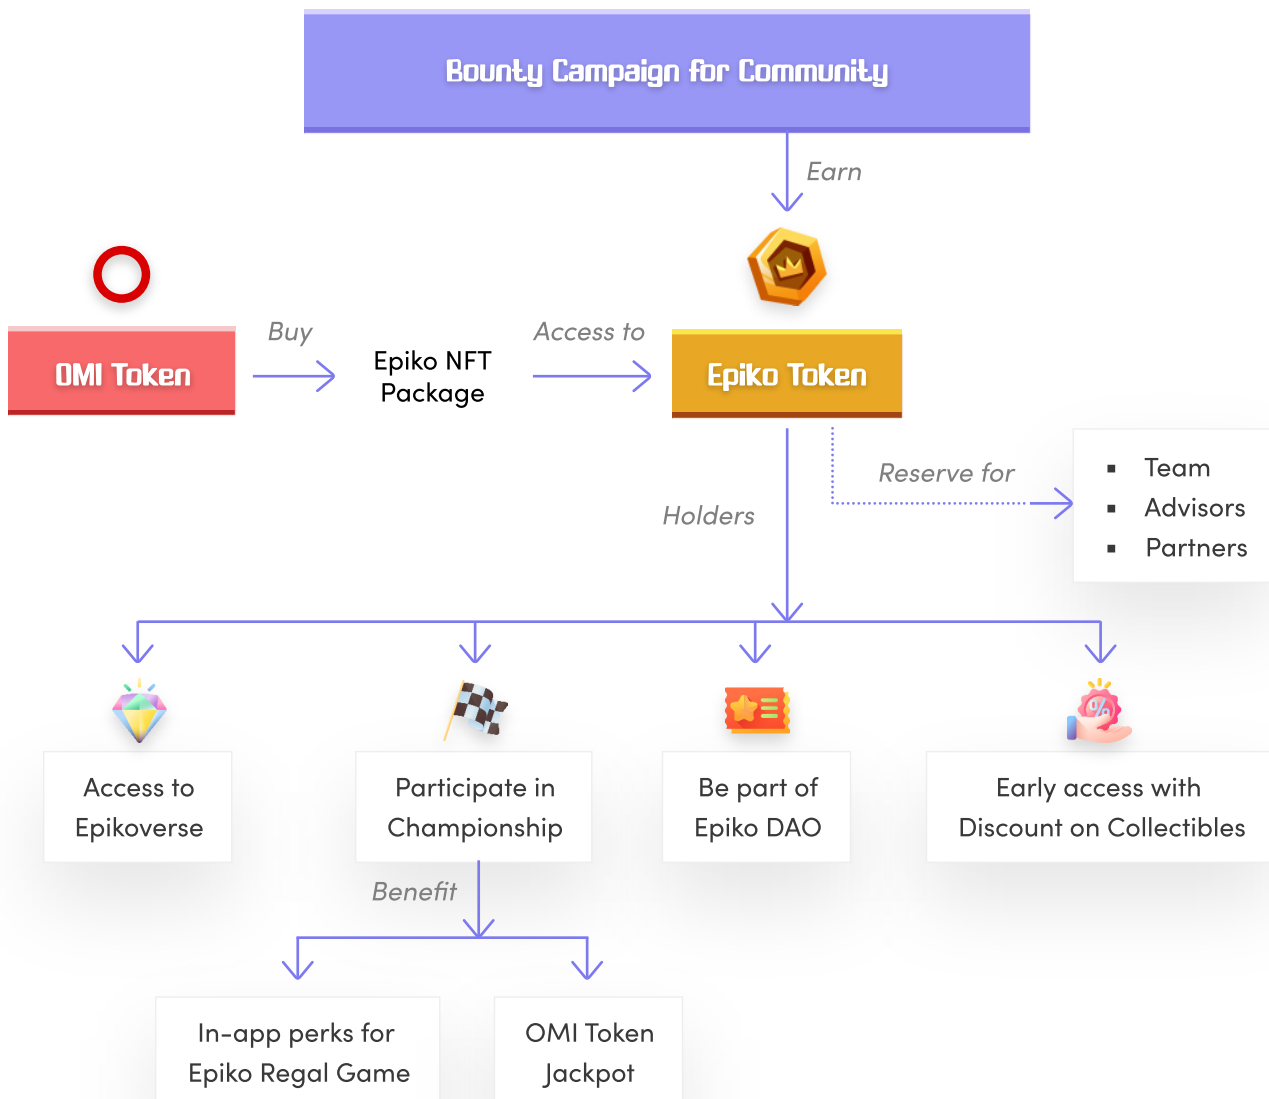 Bounty Campaign for Community
Earn
OMI Token
Buy
Epiko NFT
Package
Access to
Epiko Token
Reserve for
▪ Team
▪ Advisors
▪ Partners
Holders
Access to
Epikoverse
Participate in
Championship
Be part of
Epiko DAO
%
Early access with
Discount on Collectibles
Benefit
In-app perks for
Epiko Regal Game
OMI Token
Jackpot